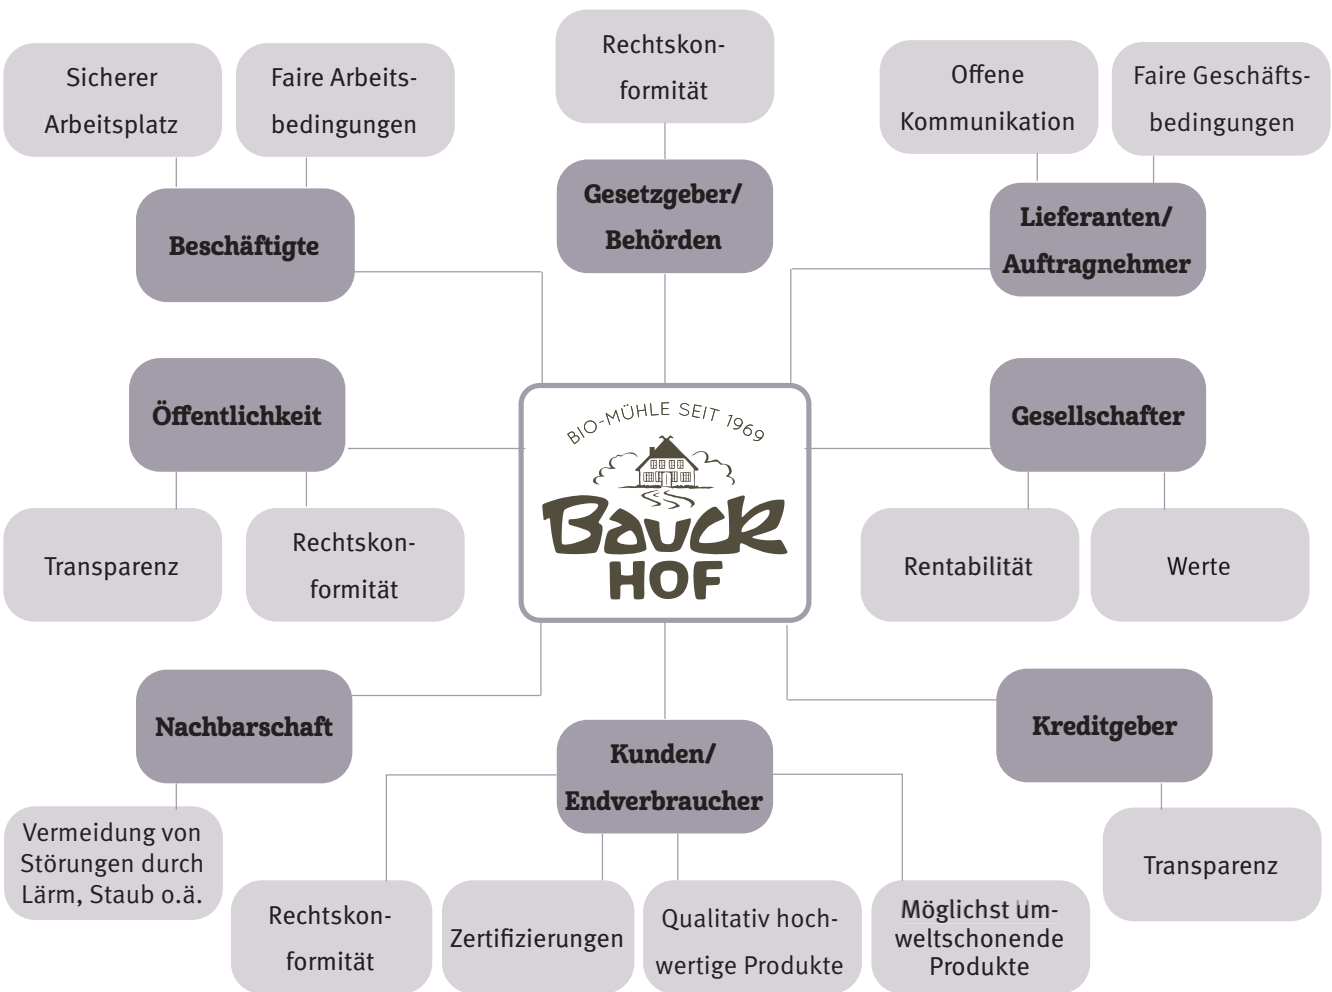 Sicherer
Arbeitsplatz
Faire Arbeits-
bedingungen
Rechtskon-
formität
Offene
Kommunikation
Faire Geschäfts-
bedingungen
Beschäftigte
Gesetzgeber/
Behörden
Lieferanten/
Auftragnehmer
Öffentlichkeit
BIO-MÜHLE SEIT 1969
Bauck
HOF
Gesellschafter
Transparenz
Rechtskon-
formität
Rentabilität
Werte
Nachbarschaft
Kunden/
Endverbraucher
Kreditgeber
Vermeidung von
Störungen durch
Lärm, Staub o.ä.
Rechtskon-
formität
Zertifizierungen
Qualitativ hoch-
wertige Produkte
Möglichst um-
weltschonende
Produkte
Transparenz